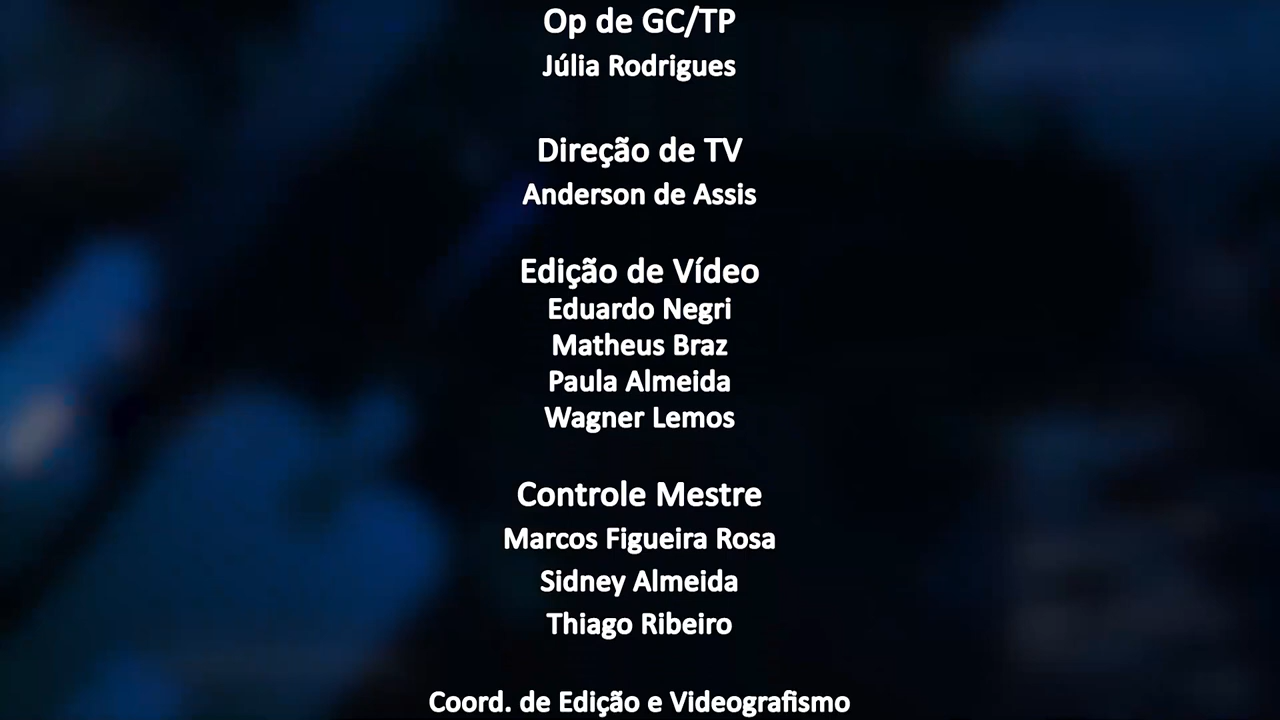 Op de GC/TP
Júlia Rodrigues
Direção de TV
Anderson de Assis
Edição de Vídeo
Eduardo Negri
Matheus Braz
Paula Almeida
Wagner Lemos
Controle Mestre
Marcos Figueira Rosa
Sidney Almeida
Thiago Ribeiro
Coord. de Edição e Videografismo